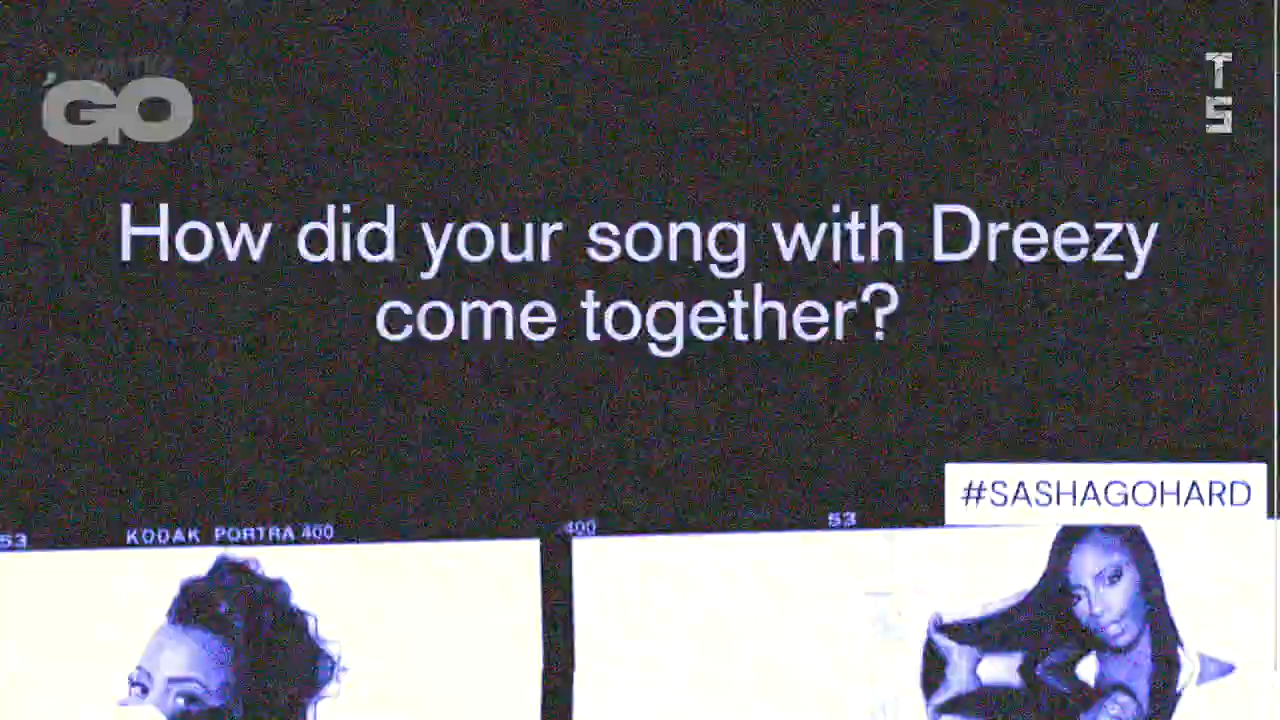 GO
T
S
How did your song with Dreezy
come together?
#SASHAGOHARD
53
KODAK PORTRA 400
400
53